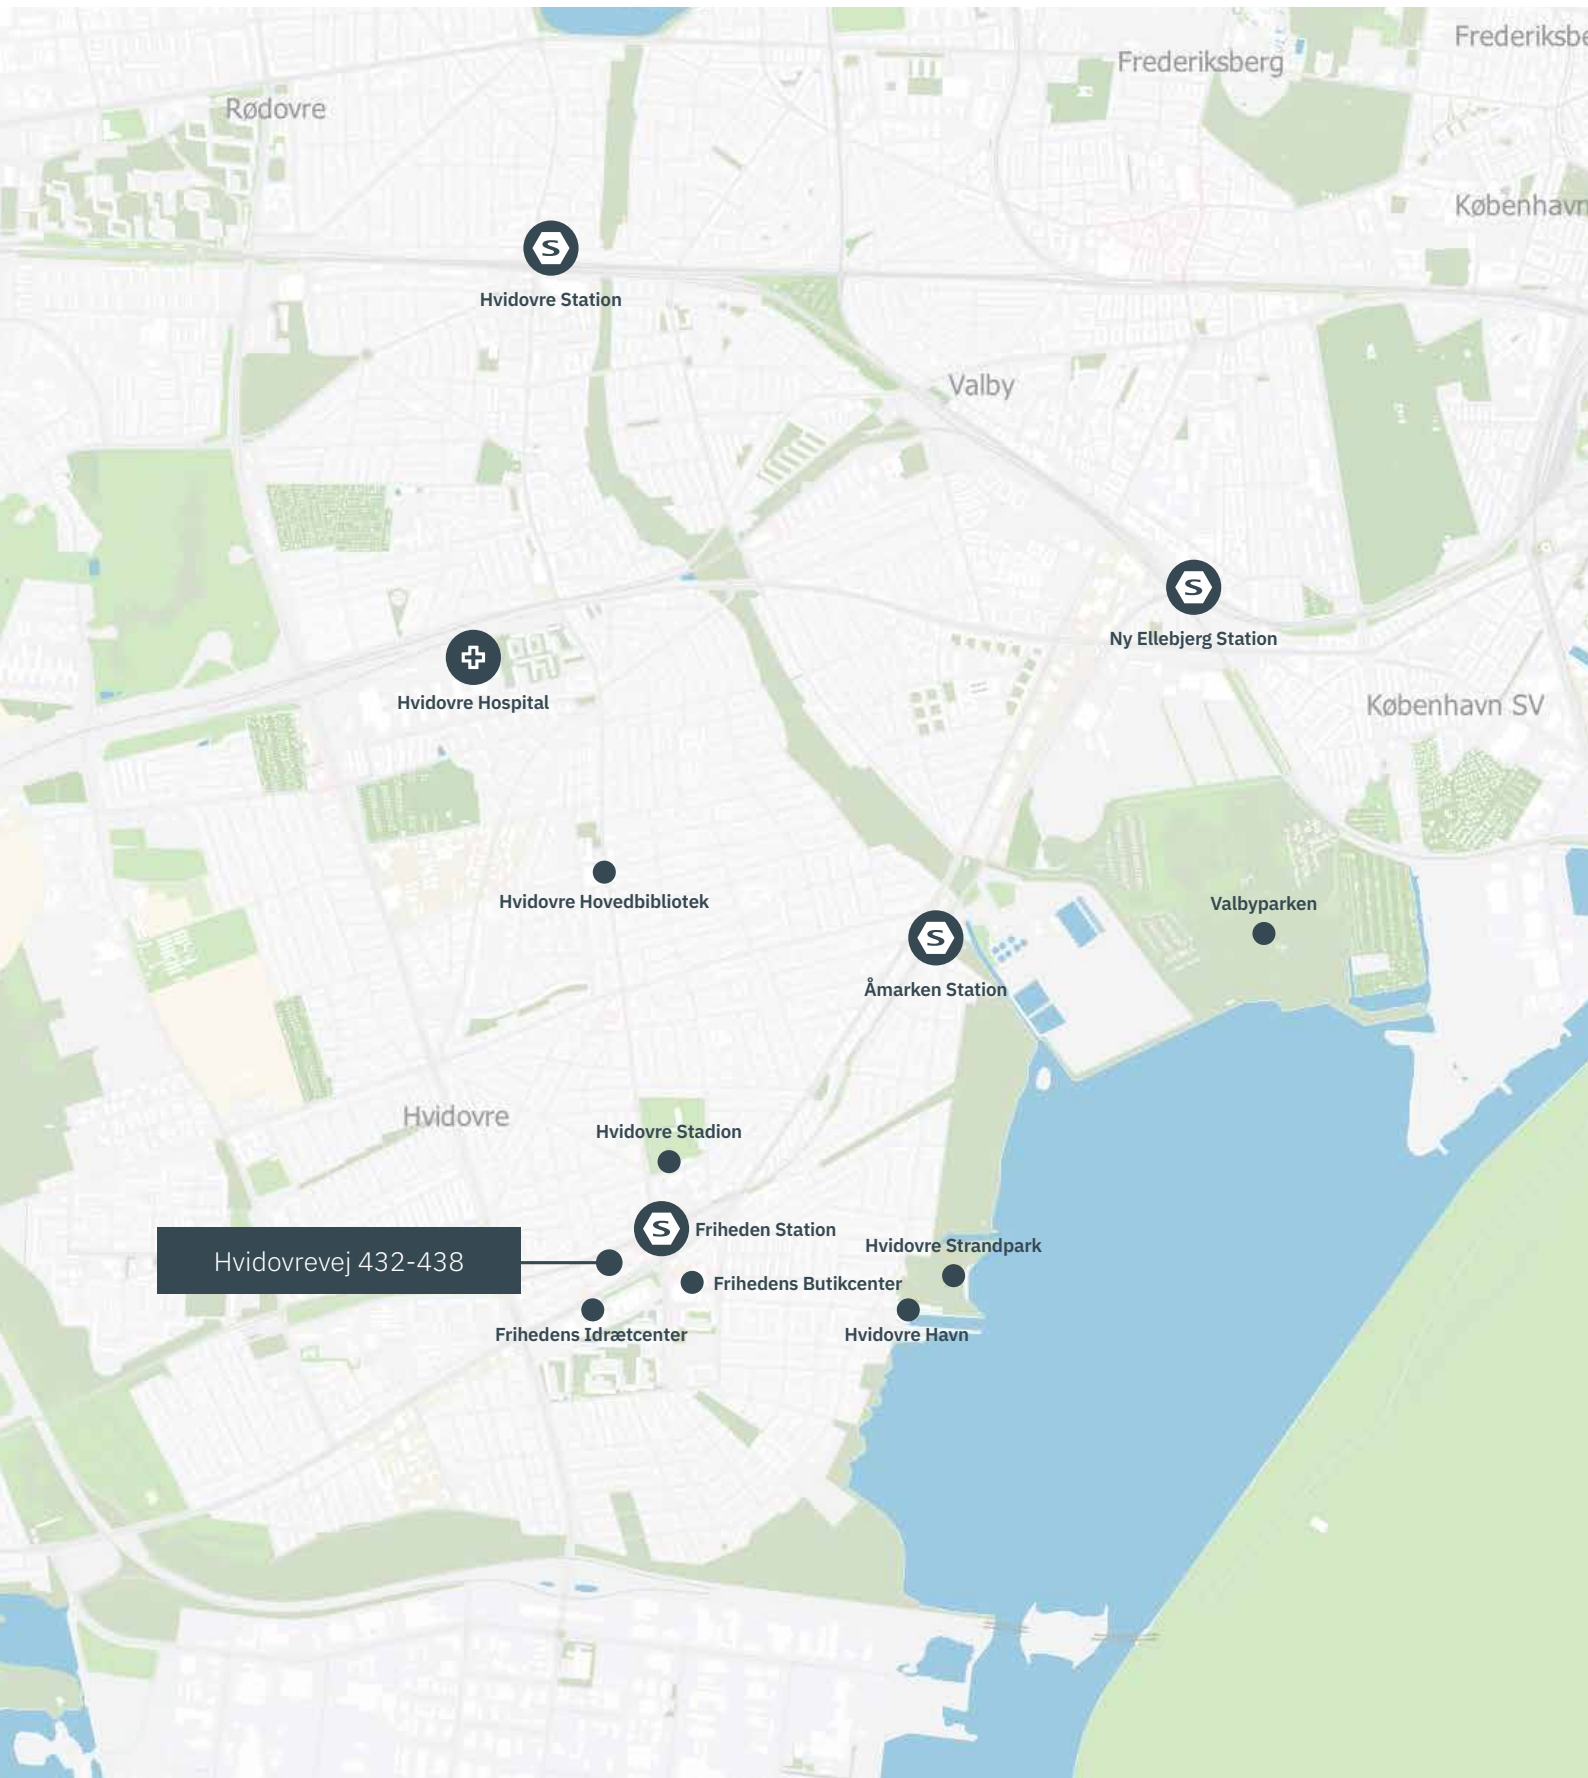 Frederiksbe
Frederiksberg
Rødovre
København
S
Hvidovre Station
Valby
S
Ny Ellebjerg Station
Hvidovre Hospital
København SV
Hvidovre Hovedbibliotek
Valbyparken
S
Åmarken Station
Hvidovre
Hvidovre Stadion
S
Friheden Station
Hvidovre Strandpark
Hvidovrevej 432-438
Frihedens Butikcenter
Frihedens Idrætcenter
Hvidovre Havn